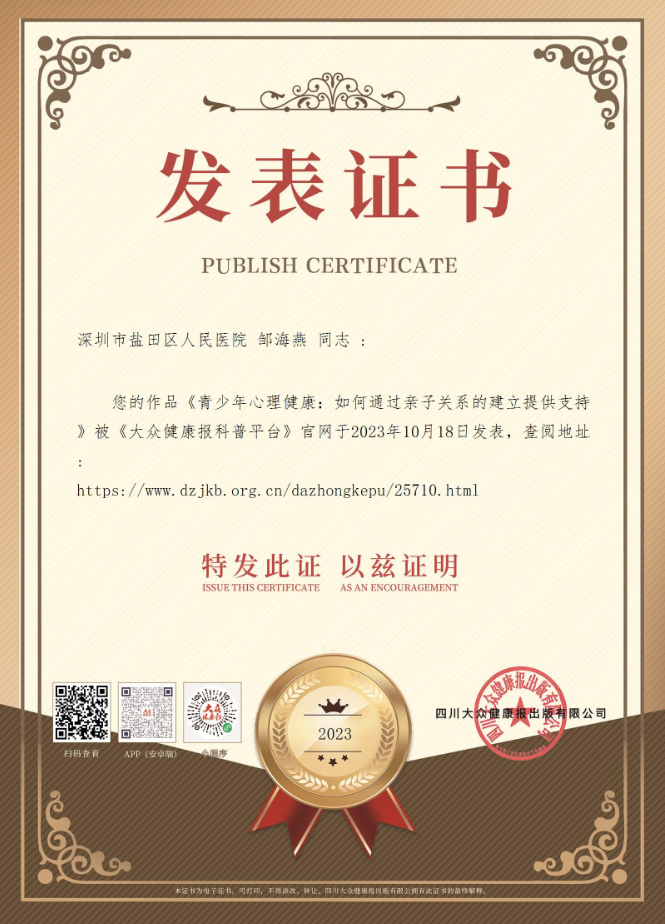 发表证书
PUBLISH CERTIFICATE
深圳市盐田区人民医院 邹海燕 同志 ：
您的作品《青少年心理健康：如何通过亲子关系的建立提供支持
》被《大众健康报科普平台》官网于2023年10月18日发表，查阅地址
：
https://www.dzjkb.org.cn/dazhongkepu/25710.html
特发此证 以兹证明
ISSUE THIS CERTIFICATE AS AN ENCOURAGEMENT
大众
健康报
2023
四川大众健康报出版有限公司
四川大众健康报出版有限公司
扫码查看 APP（安卓端） 小程序
本证书为电子证书，可打印，不得涂改、转让。四川大众健康报出版有限公拥有此证书的最终解释。